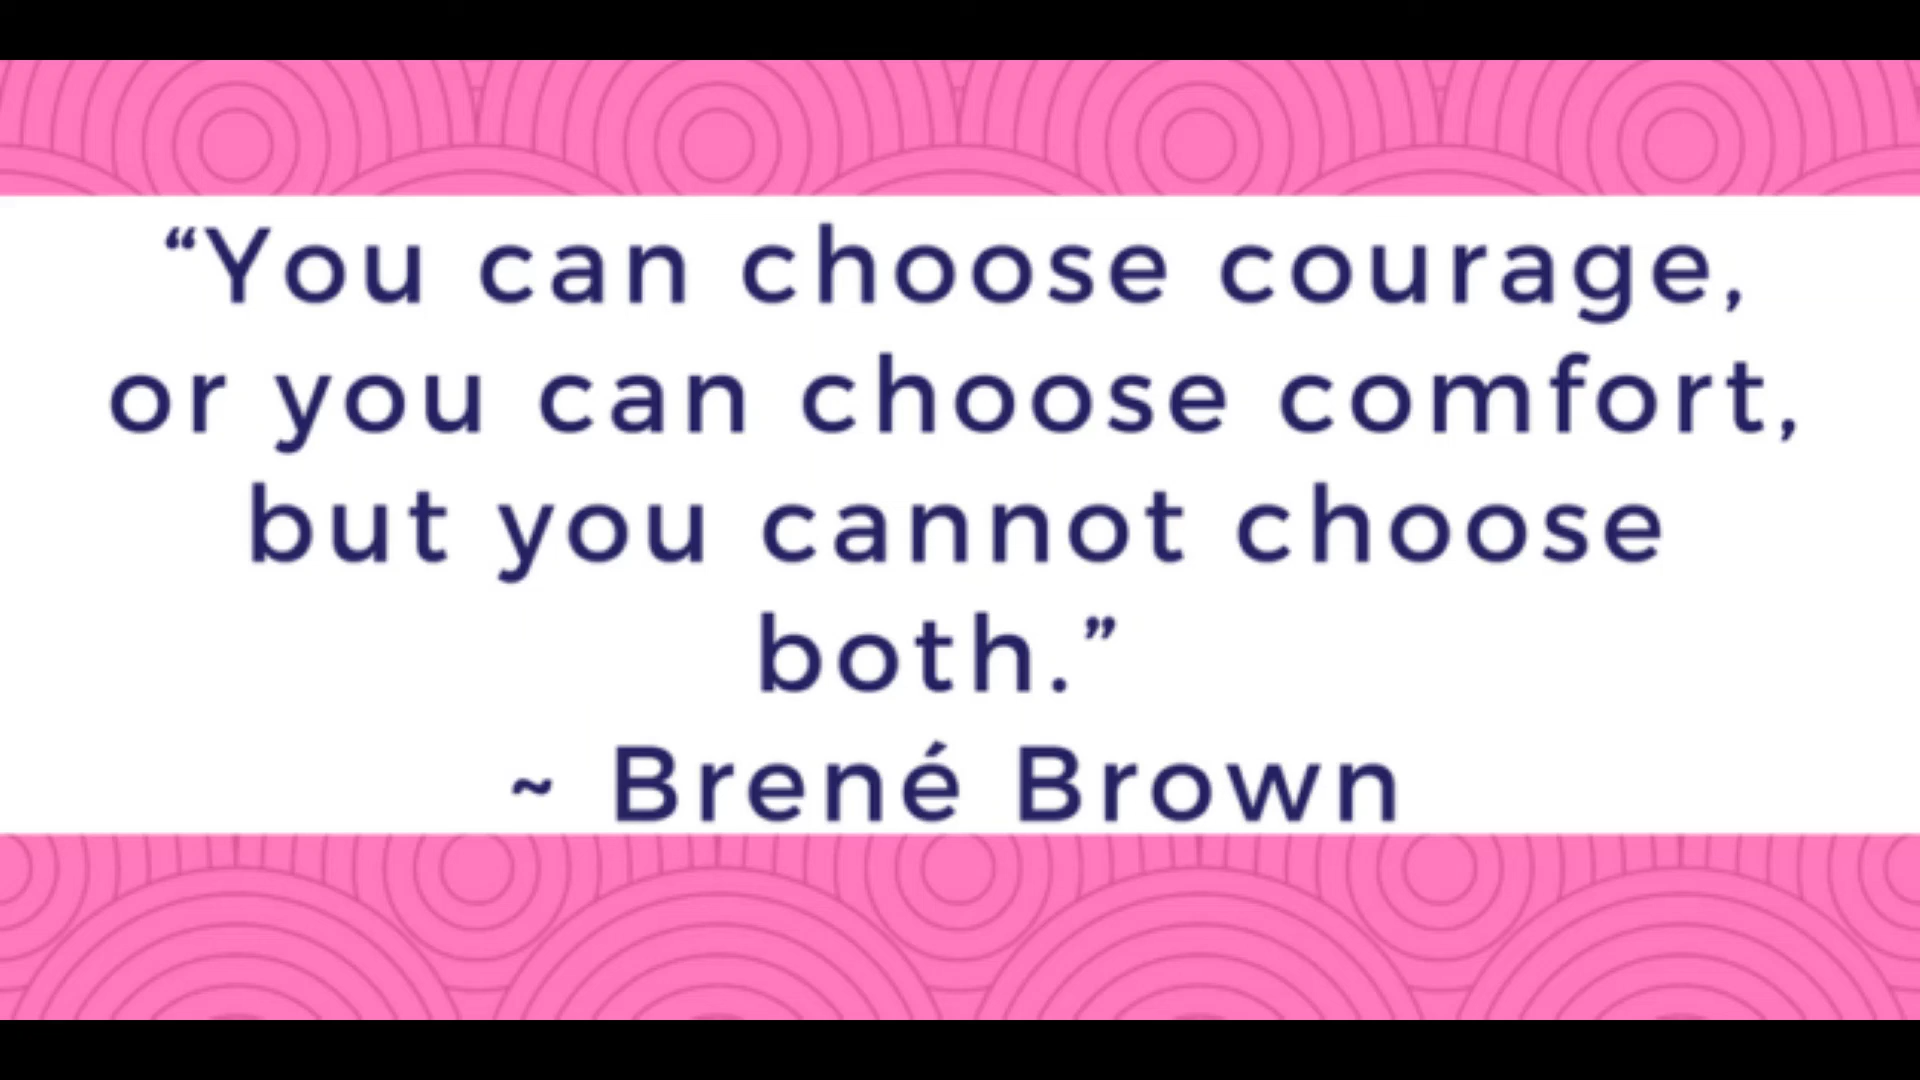 “You can choose courage,
or you can choose comfort,
but you cannot choose
both.”
~ Brené Brown